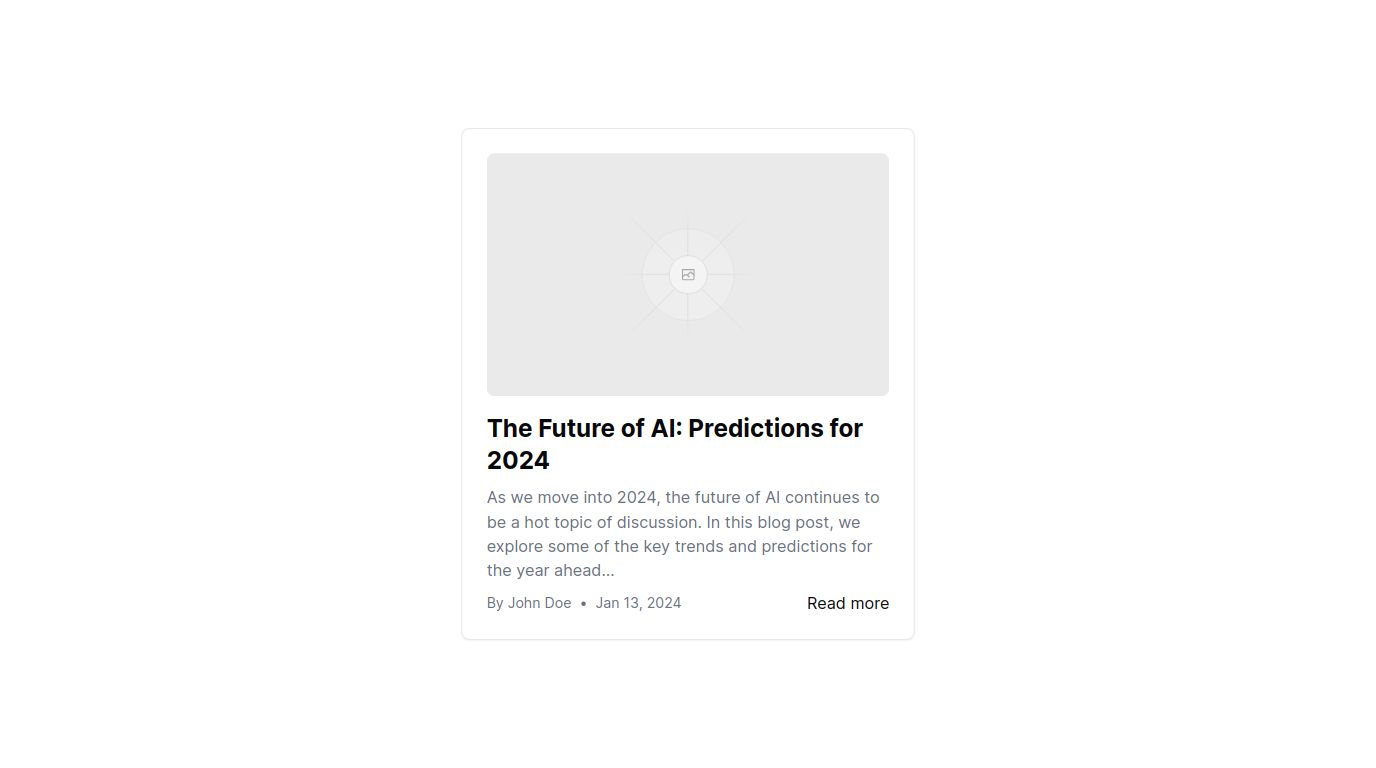 The Future of AI: Predictions for
2024
As we move into 2024, the future of AI continues to
be a hot topic of discussion. In this blog post, we
explore some of the key trends and predictions for
the year ahead...
By John Doe • Jan 13, 2024 Read more